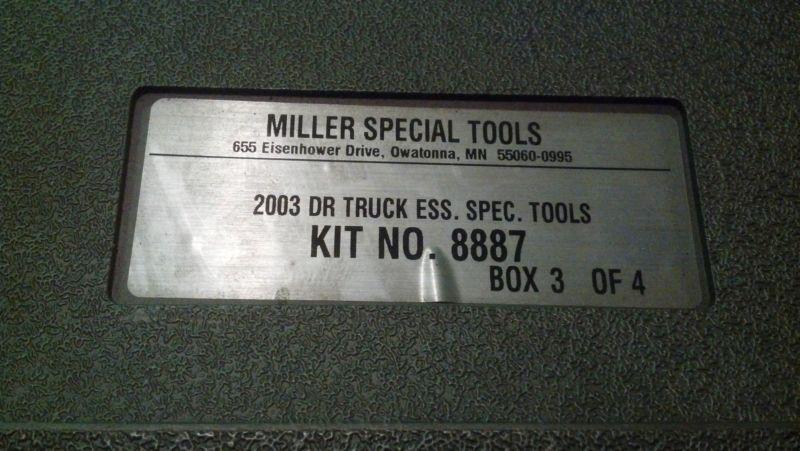 MILLER SPECIAL TOOLS
655 Eisenhower Drive, Owatonna, MN 55060-0995
2003 DR TRUCK ESS. SPEC. TOOLS
KIT NO. 8887
BOX 3 OF 4